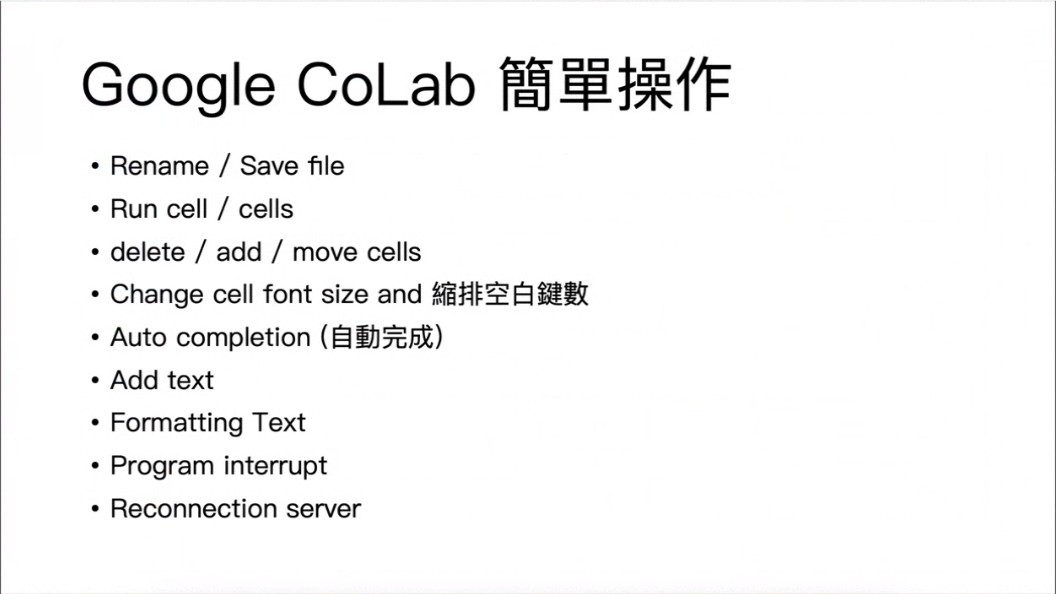 Google CoLab 簡單操作
• Rename / Save file
• Run cell / cells
• delete / add / move cells
• Change cell font size and 縮排空白鍵數
• Auto completion (自動完成)
• Add text
• Formatting Text
• Program interrupt
• Reconnection server